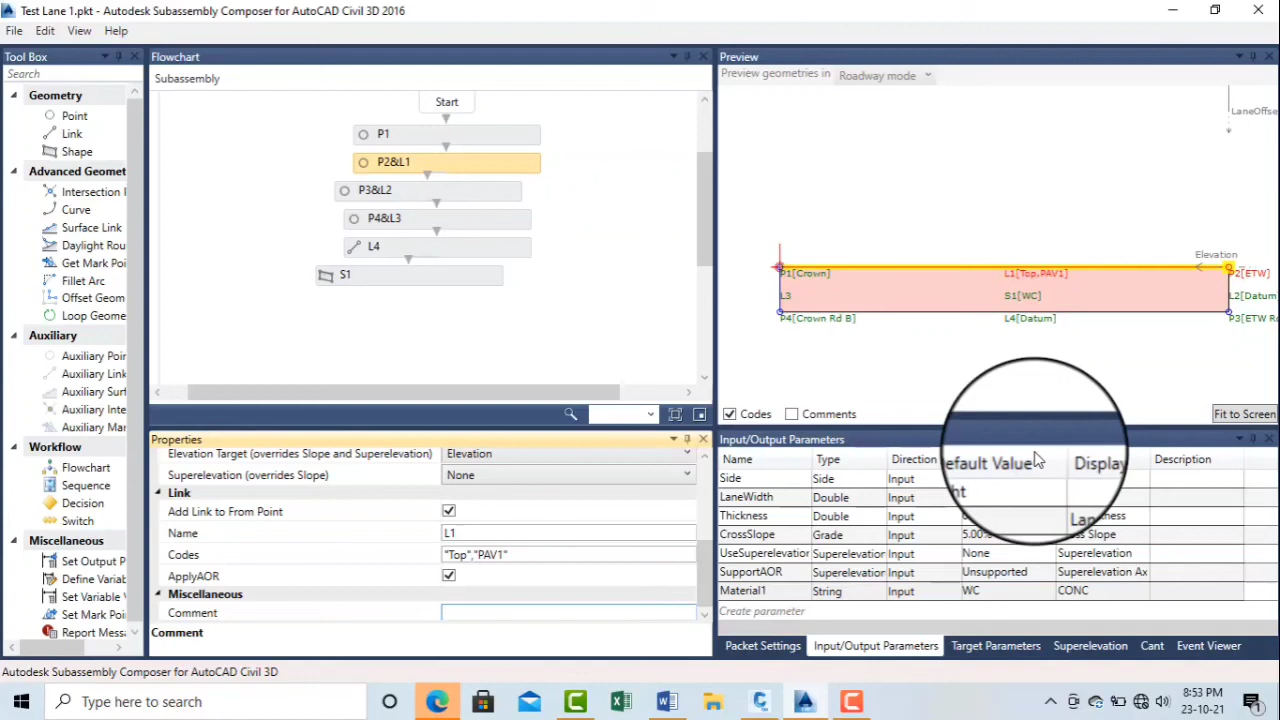 Test Lane 1.pkt - Autodesk Subassembly Composer for AutoCAD Civil 3D 2016
File Edit View Help
Tool Box
Search
Geometry
Point
Link
Shape
Advanced Geomet
Intersection I
Curve
Surface Link
Daylight Rou
Get Mark Poi
Fillet Arc
Offset Geom
Loop Geome
Auxiliary
Auxiliary Poin
Auxiliary Link
Auxiliary Surf
Auxiliary Inte
Auxiliary Mar
Workflow
Flowchart
Sequence
Decision
Switch
Miscellaneous
Set Output P
Define Variab
Set Variable V
Set Mark Poi
Report Mess
Flowchart
Subassembly
Start
P1
P2&L1
P3&L2
P4&L3
L4
S1
Properties
Elevation Target (overrides Slope and Superelevation) Elevation
Superelevation (overrides Slope) None
Link
Add Link to From Point
Name L1
Codes "Top","PAV1"
ApplyAOR
Miscellaneous
Comment
Comment
Preview
Preview geometries in Roadway mode
LaneOffse
Elevation
P1[Crown] L1[Top,PAV1] P2[ETW]
L3 S1[WC] L2[Datum]
P4[Crown Rd B] L4[Datum] P3[ETW Rd
Codes Comments Fit to Screen
Input/Output Parameters
Name Type Direction efault Value Display Description
Side Side Input ht
LaneWidth Double Input Lan
Thickness Double Input ickness
CrossSlope Grade Input 5.00% ss Slope
UseSuperelevation Superelevation Input None Superelevation
SupportAOR Superelevation Input Unsupported Superelevation Ax
Material1 String Input WC CONC
Create parameter
Packet Settings Input/Output Parameters Target Parameters Superelevation Cant Event Viewer
Autodesk Subassembly Composer for AutoCAD Civil 3D
Type here to search
8:53 PM
23-10-21